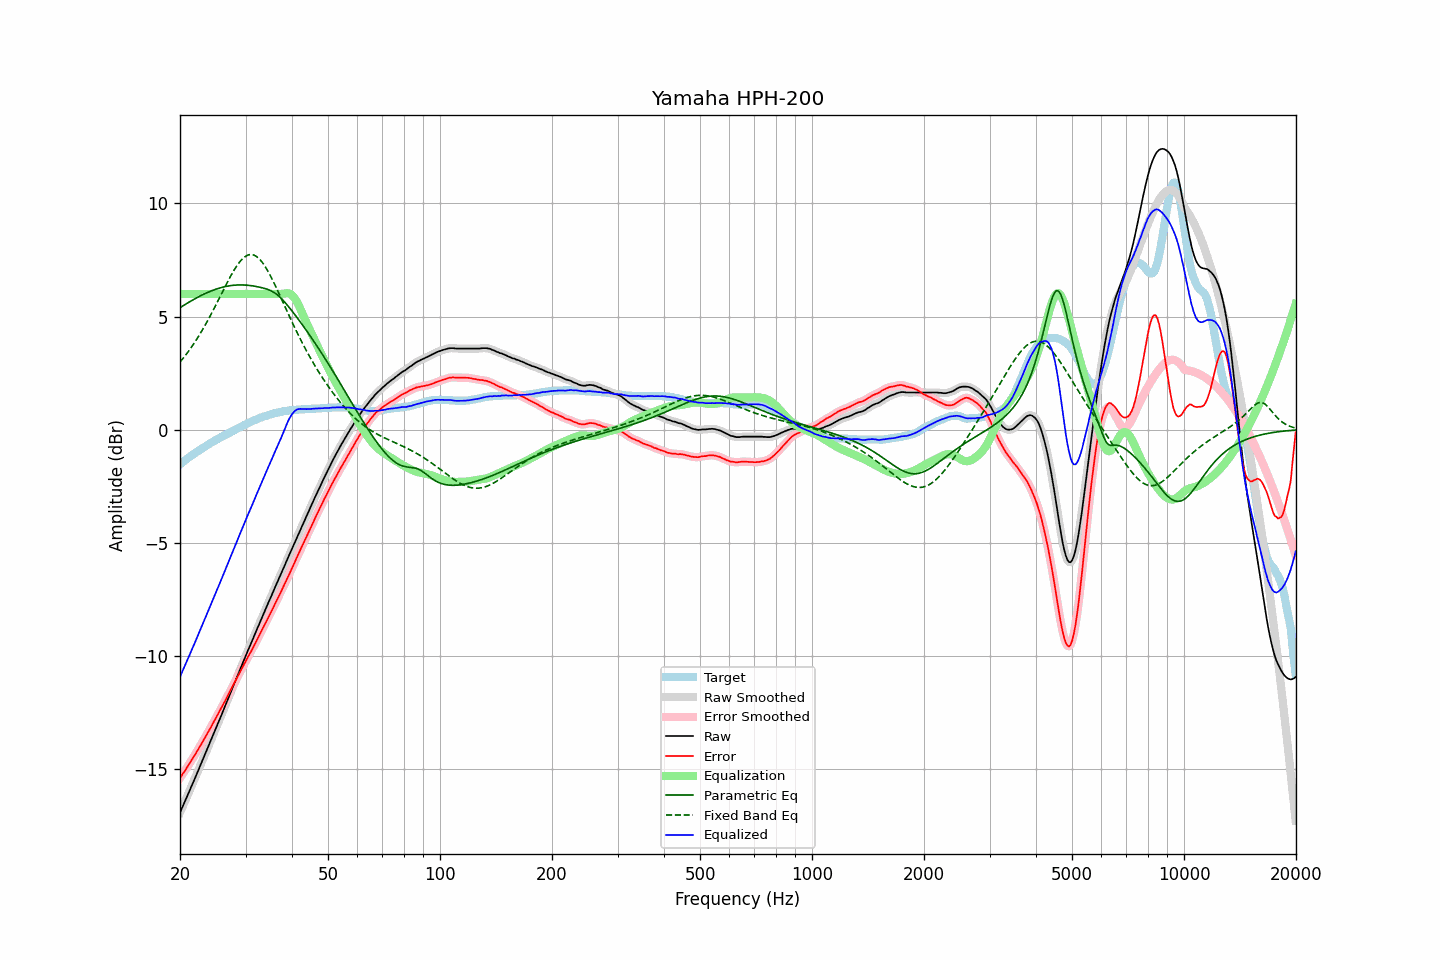 Yamaha HPH-200
Amplitude (dBr)
10
5
0
−5
−10
−15
Target
Raw Smoothed
Error Smoothed
Raw
Error
Equalization
Parametric Eq
Fixed Band Eq
Equalized
20 50 100 200 500 1000 2000 5000 10000 20000
Frequency (Hz)